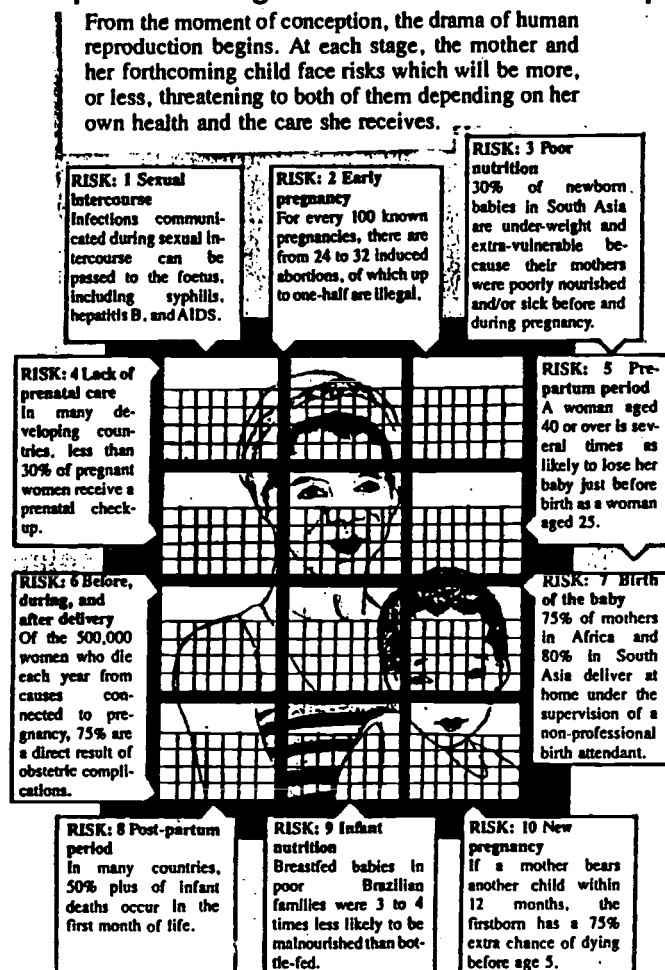 From the moment of conception, the drama of human
reproduction begins. At each stage, the mother and
her forthcoming child face risks which will be more,
or less, threatening to both of them depending on her
own health and the care she receives.
RISK: 1 Sexual
intercourse
Infections communi-
cated during sexual in-
tercourse can be
passed to the foetus,
including syphilis,
hepatitis B, and AIDS.
RISK: 2 Early
pregnancy
For every 100 known
pregnancies, there are
from 24 to 32 induced
abortions, of which up
to one-half are illegal.
RISK: 3 Poor
nutrition
30% of newborn
babies in South Asia
are under-weight and
extra-vulnerable be-
cause their mothers
were poorly nourished
and/or sick before and
during pregnancy.
RISK: 4 Lack of
prenatal care
In many de-
veloping coun-
tries, less than
30% of pregnant
women receive a
prenatal check-
up.
RISK: 5 Pre-
partum period
A woman aged
40 or over is sev-
eral times as
likely to lose her
baby just before
birth as a woman
aged 25.
RISK: 6 Before,
during, and
after delivery
Of the 500,000
women who die
each year from
causes con-
nected to pre-
gnancy, 75% are
a direct result of
obstetric compli-
cations.
RISK: 7 Birth
of the baby
75% of mothers
in Africa and
80% in South
Asia deliver at
home under the
supervision of a
non-professional
birth attendant.
RISK: 8 Post-partum
period
In many countries,
50% plus of infant
deaths occur in the
first month of life.
RISK: 9 Infant
nutrition
Breastfed babies in
poor Brazilian
families were 3 to 4
times less likely to be
malnourished than bot-
tle-fed.
RISK: 10 New
pregnancy
If a mother bears
another child within
12 months, the
firstborn has a 75%
extra chance of dying
before age 5.